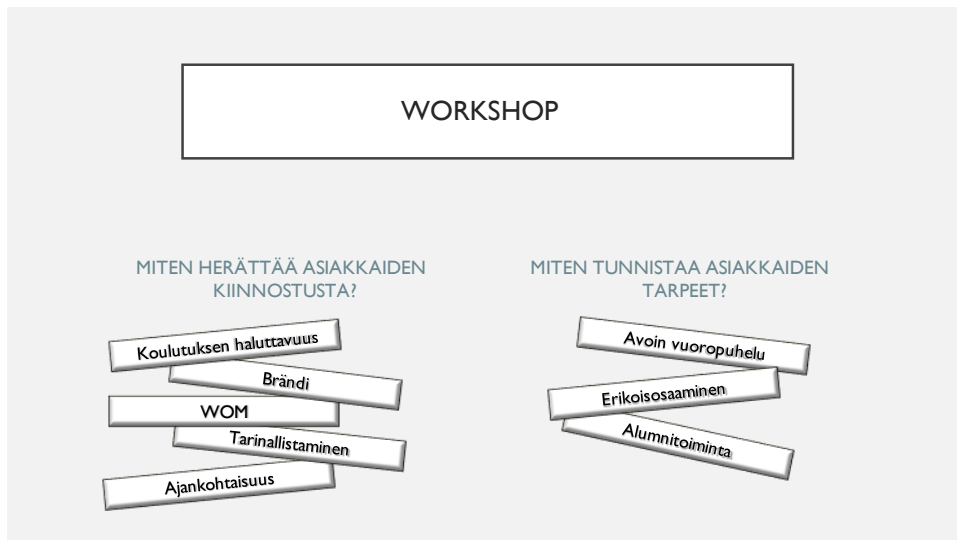 WORKSHOP
MITEN HERÄTTÄÄ ASIAKKAIDEN
KIINNOSTUSTA?
Koulutuksen haluttavuus
Brändi
WOM
Tarinallistaminen
Ajankohtaisuus
MITEN TUNNISTAA ASIAKKAIDEN
TARPEET?
Avoin vuoropuhelu
Erikoisosaaminen
Alumnitoiminta